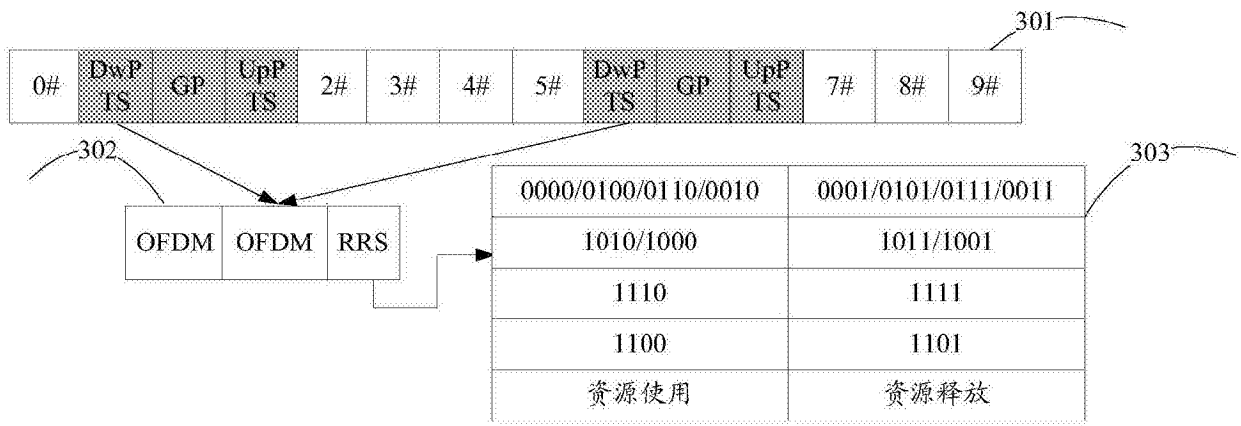 301
0# DwP TS GP UpP TS 2# 3# 4# 5# DwP TS GP UpP TS 7# 8# 9#
302
303
OFDM OFDM RRS
0000/0100/0110/0010 0001/0101/0111/0011
1010/1000 1011/1001
1110 1111
1100 1101
资源使用 资源释放